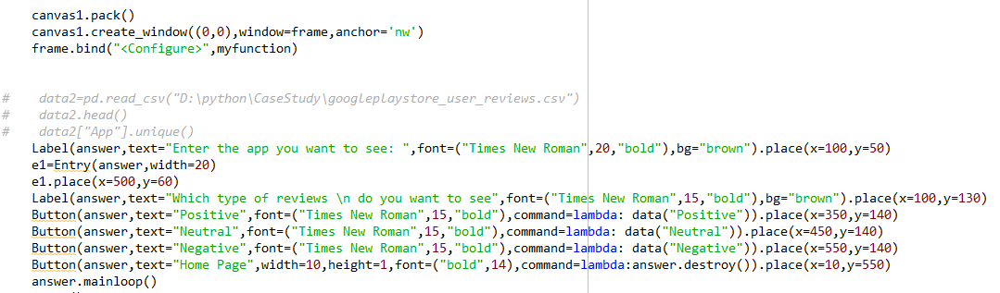 canvas1.pack()
canvas1.create_window((0,0),window=frame,anchor='nw')
frame.bind("<Configure>",myfunction)
#    data2=pd.read_csv("D:\python\CaseStudy\googleplaystore_user_reviews.csv")
#    data2.head()
#    data2["App"].unique()
Label(answer,text="Enter the app you want to see: ",font=("Times New Roman",20,"bold"),bg="brown").place(x=100,y=50)
e1=Entry(answer,width=20)
e1.place(x=500,y=60)
Label(answer,text="Which type of reviews \n do you want to see",font=("Times New Roman",15,"bold"),bg="brown").place(x=100,y=130)
Button(answer,text="Positive",font=("Times New Roman",15,"bold"),command=lambda: data("Positive")).place(x=350,y=140)
Button(answer,text="Neutral",font=("Times New Roman",15,"bold"),command=lambda: data("Neutral")).place(x=450,y=140)
Button(answer,text="Negative",font=("Times New Roman",15,"bold"),command=lambda: data("Negative")).place(x=550,y=140)
Button(answer,text="Home Page",width=10,height=1,font=("bold",14),command=lambda:answer.destroy()).place(x=10,y=550)
answer.mainloop()